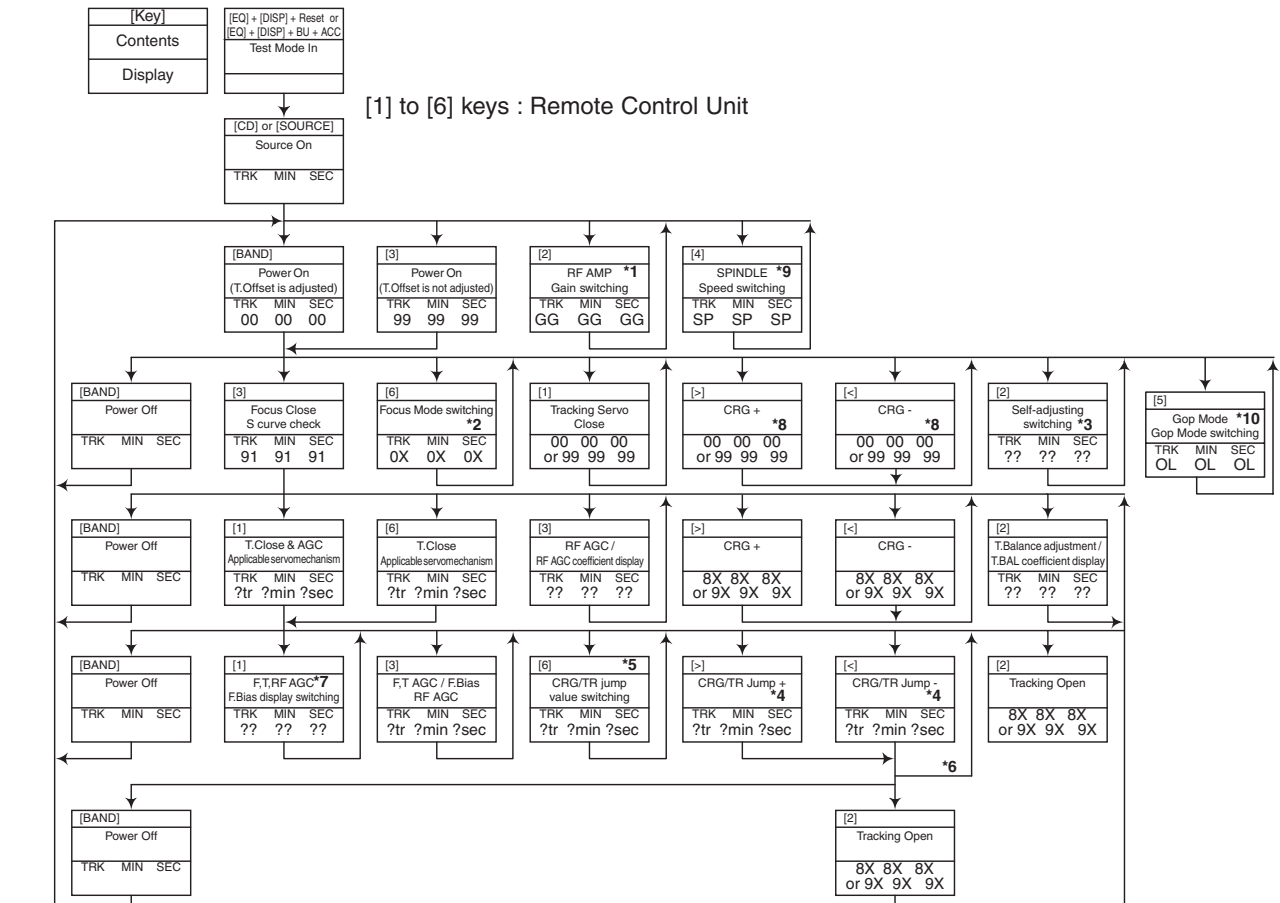 [Key]
Contents
Display
[EQ] + [DISP] + Reset or
[EQ] + [DISP] + BU + ACC
Test Mode In
[1] to [6] keys : Remote Control Unit
[CD] or [SOURCE]
Source On
TRK MIN SEC
[BAND]
Power On
(T.Offset is adjusted)
TRK MIN SEC
00 00 00
[3]
Power On
(T.Offset is not adjusted)
TRK MIN SEC
99 99 99
[2]
RF AMP *1
Gain switching
TRK MIN SEC
GG GG GG
[4]
SPINDLE *9
Speed switching
TRK MIN SEC
SP SP SP
[BAND]
Power Off
TRK MIN SEC
[3]
Focus Close
S curve check
TRK MIN SEC
91 91 91
[6]
Focus Mode switching
*2
TRK MIN SEC
0X 0X 0X
[1]
Tracking Servo
Close
00 00 00
or 99 99 99
[>]
CRG +
*8
00 00 00
or 99 99 99
[<]
CRG -
*8
00 00 00
or 99 99 99
[2]
Self-adjusting
switching *3
TRK MIN SEC
?? ?? ??
[5]
Gop Mode *10
Gop Mode switching
TRK MIN SEC
OL OL OL
[BAND]
Power Off
TRK MIN SEC
[1]
T.Close & AGC
Applicable servomechanism
TRK MIN SEC
?tr ?min ?sec
[6]
T.Close
Applicable servomechanism
TRK MIN SEC
?tr ?min ?sec
[3]
RF AGC /
RF AGC coefficient display
TRK MIN SEC
?? ?? ??
[>]
CRG +
8X 8X 8X
or 9X 9X 9X
[<]
CRG -
8X 8X 8X
or 9X 9X 9X
[2]
T.Balance adjustment /
T.BAL coefficient display
TRK MIN SEC
?? ?? ??
[BAND]
Power Off
TRK MIN SEC
[1]
F,T,RF AGC*7
F.Bias display switching
TRK MIN SEC
?? ?? ??
[3]
F,T AGC / F.Bias
RF AGC
TRK MIN SEC
?tr ?min ?sec
[6] *5
CRG/TR jump
value switching
TRK MIN SEC
?tr ?min ?sec
[>]
CRG/TR Jump +
*4
TRK MIN SEC
?tr ?min ?sec
[<]
CRG/TR Jump -
*4
TRK MIN SEC
?tr ?min ?sec
[2]
Tracking Open
8X 8X 8X
or 9X 9X 9X
*6
[BAND]
Power Off
TRK MIN SEC
[2]
Tracking Open
8X 8X 8X
or 9X 9X 9X